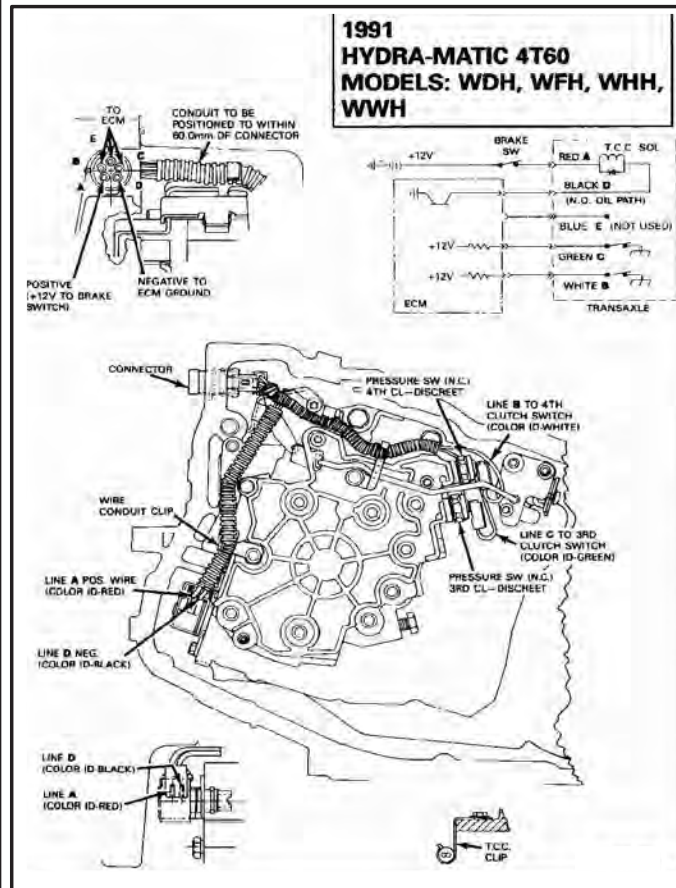 1991
HYDRA-MATIC 4T60
MODELS: WDH, WFH, WHH,
WWH
TO
ECM
CONDUIT TO BE
POSITIONED TO WITHIN
60.0mm OF CONNECTOR
E
B
C
A
D
POSITIVE
(+12V TO BRAKE
SWITCH)
NEGATIVE TO
ECM GROUND
BRAKE
SW
T.C.C. SOL
+12V
RED A
BLACK D
(N.O. OIL PATH)
BLUE E (NOT USED)
+12V
GREEN C
+12V
WHITE B
ECM
TRANSAXLE
CONNECTOR
PRESSURE SW (N.C.)
4TH CL—DISCREET
LINE B TO 4TH
CLUTCH SWITCH
(COLOR ID-WHITE)
WIRE
CONDUIT CLIP
LINE C TO 3RD
CLUTCH SWITCH
(COLOR ID-GREEN)
LINE A POS. WIRE
(COLOR ID-RED)
PRESSURE SW (N.C.)
3RD CL—DISCREET
LINE D NEG.
(COLOR ID-BLACK)
LINE D
(COLOR ID-BLACK)
LINE A
(COLOR ID-RED)
T.C.C.
CLIP